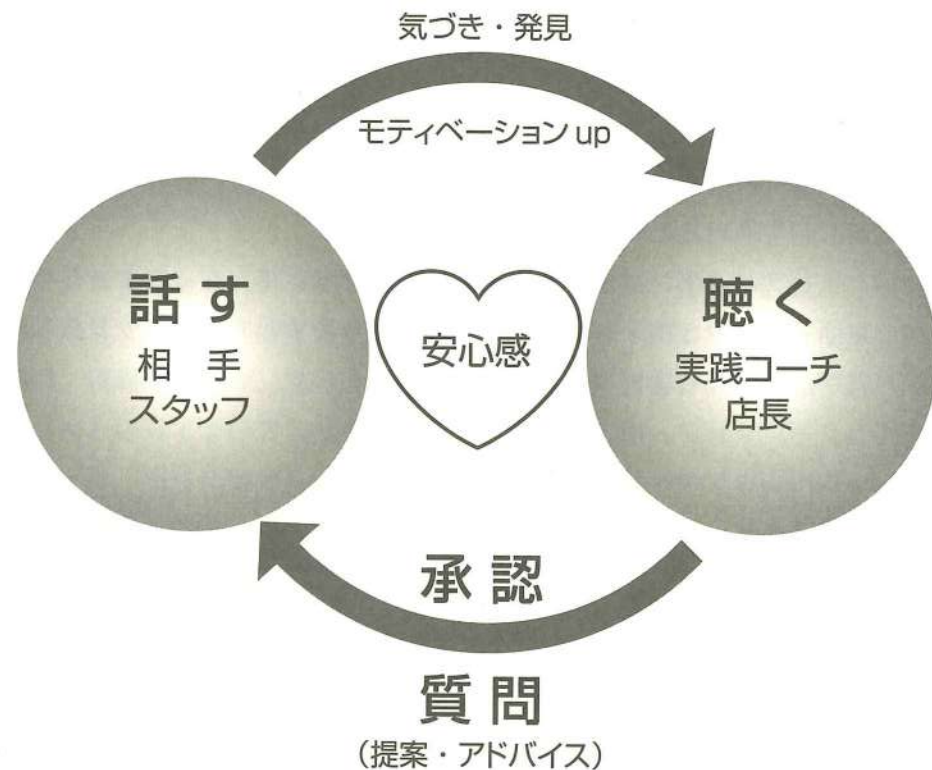 気づき・発見
モティベーション up
話す
相　手
スタッフ
安心感
聴く
実践コーチ
店長
承認
質問
(提案・アドバイス)